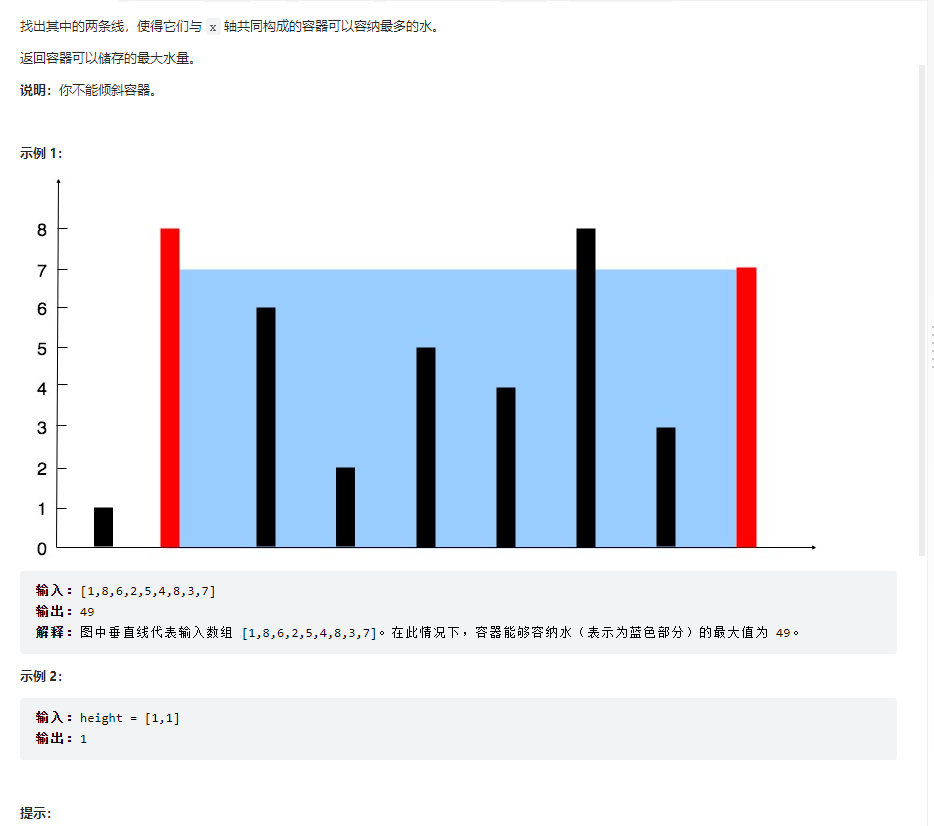 找出其中的两条线，使得它们与 x 轴共同构成的容器可以容纳最多的水。
返回容器可以储存的最大水量。
说明：你不能倾斜容器。
示例 1：
8
7
6
5
4
3
2
1
0
输入：[1,8,6,2,5,4,8,3,7]
输出：49
解释：图中垂直线代表输入数组 [1,8,6,2,5,4,8,3,7]。在此情况下，容器能够容纳水（表示为蓝色部分）的最大值为 49。
示例 2：
输入：height = [1,1]
输出：1
提示：